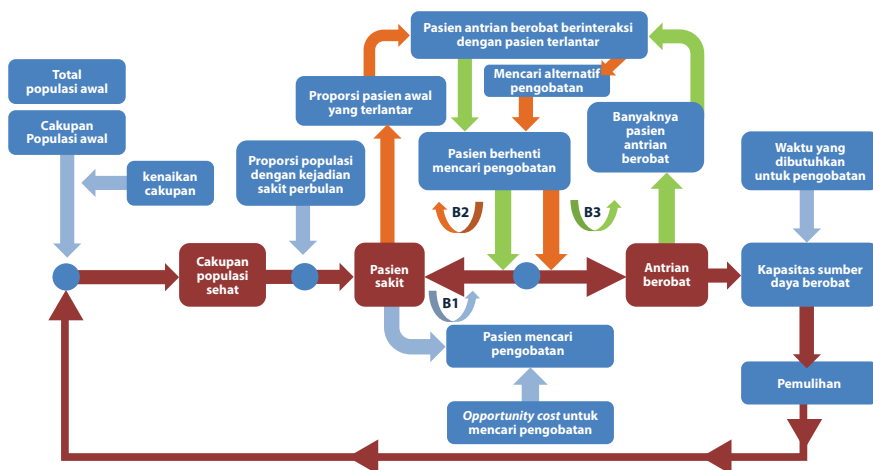 Pasien antrian berobat berinteraksi
dengan pasien terlantar
Total
populasi awal
Mencari alternatif
pengobatan
Proporsi pasien awal
yang terlantar
Cakupan
Populasi awal
Banyaknya
pasien
antrian
berobat
kenaikan
cakupan
Proporsi populasi
dengan kejadian
sakit perbulan
Pasien berhenti
mencari pengobatan
Waktu yang
dibutuhkan
untuk pengobatan
B2
B3
Cakupan
populasi
sehat
Pasien
sakit
Antrian
berobat
Kapasitas sumber
daya berobat
B1
Pasien mencari
pengobatan
Pemulihan
Opportunity cost untuk
mencari pengobatan